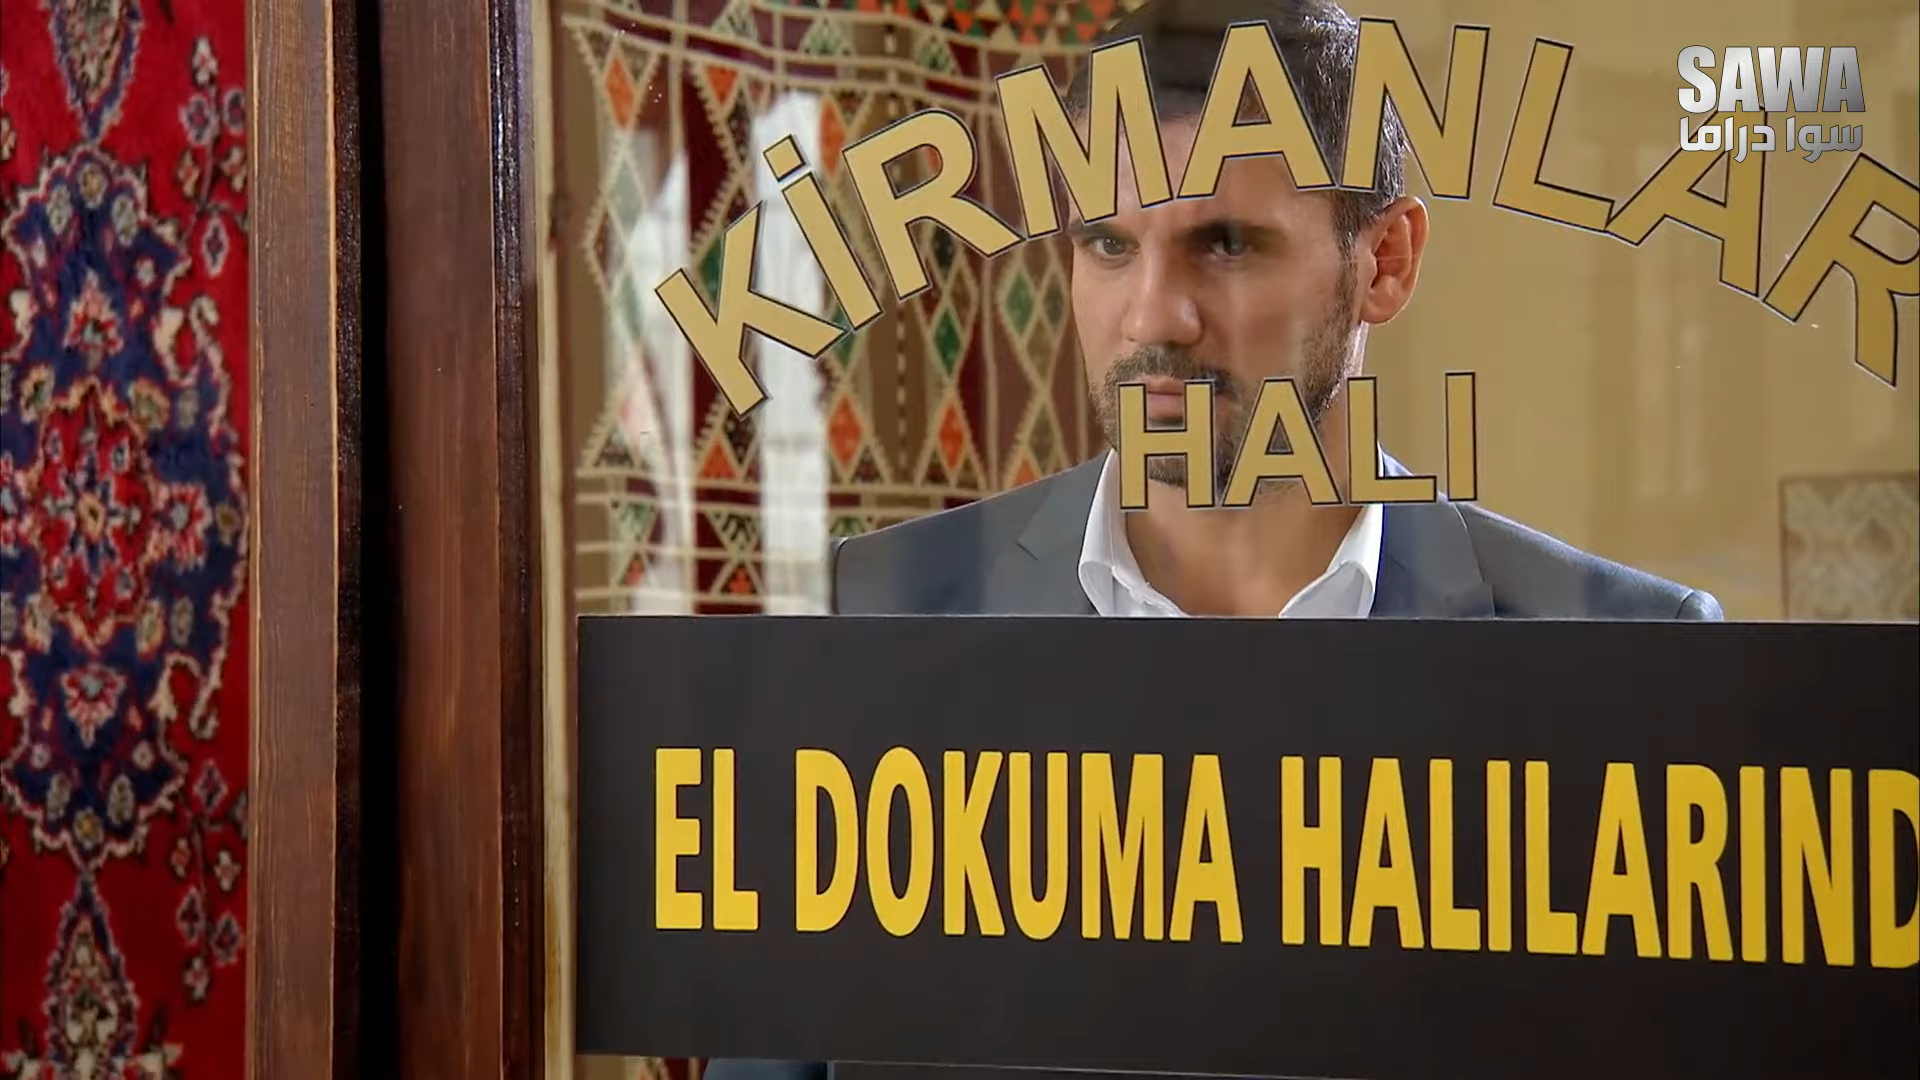 SAWA
سوا دراما
KİRMANLAR
HALI
EL DOKUMA HALILARIND